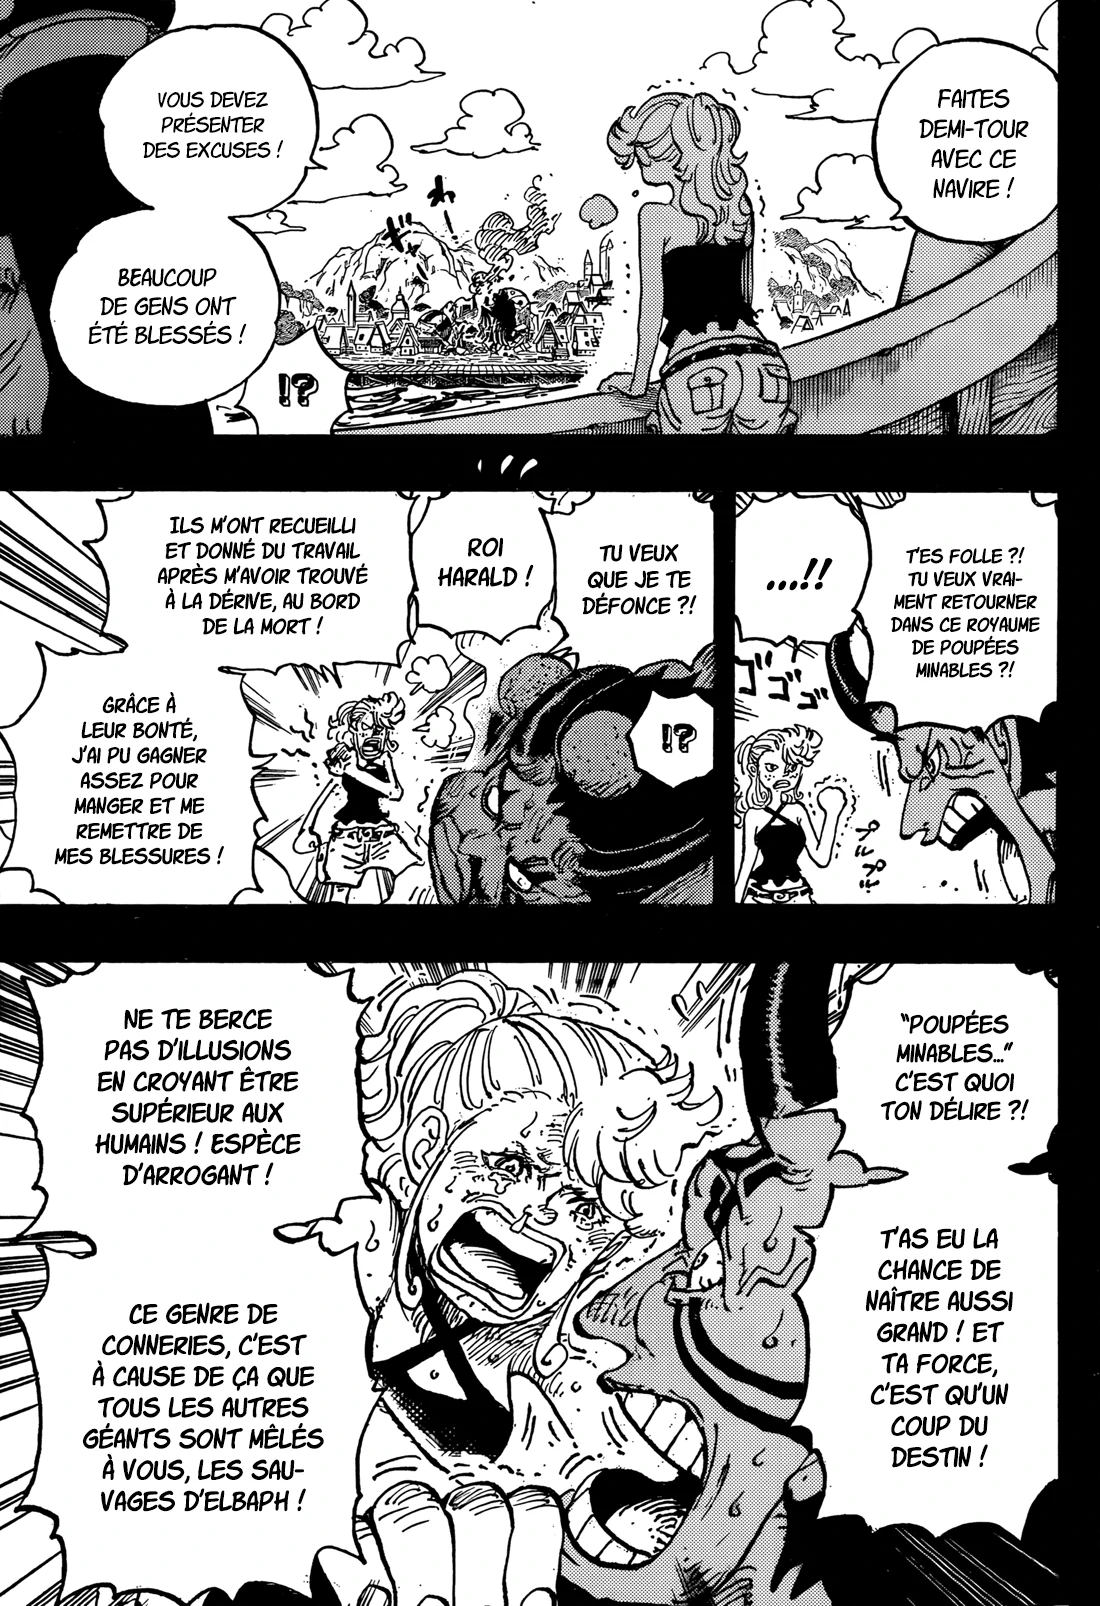 FAITES
DEMI-TOUR
AVEC CE
NAVIRE !
VOUS DEVEZ
PRÉSENTER
DES EXCUSES !
BEAUCOUP
DE GENS ONT
ÉTÉ BLESSÉS !
!?
T'ES FOLLE ?!
TU VEUX VRAI-
MENT RETOURNER
DANS CE ROYAUME
DE POUPÉES
MINABLES ?!
...!!
ゴゴゴ
TU VEUX
QUE JE TE
DÉFONCE ?!
!?
ROI
HARALD !
ILS M'ONT RECUEILLI
ET DONNÉ DU TRAVAIL
APRÈS M'AVOIR TROUVÉ
À LA DÉRIVE, AU BORD
DE LA MORT !
GRÂCE À
LEUR BONTÉ,
J'AI PU GAGNER
ASSEZ POUR
MANGER ET ME
REMETTRE DE
MES BLESSURES !
"POUPÉES
MINABLES..."
C'EST QUOI
TON DÉLIRE ?!
T'AS EU LA
CHANCE DE
NAÎTRE AUSSI
GRAND ! ET
TA FORCE,
C'EST QU'UN
COUP DU
DESTIN !
NE TE BERCE
PAS D'ILLUSIONS
EN CROYANT ÊTRE
SUPÉRIEUR AUX
HUMAINS ! ESPÈCE
D'ARROGANT !
CE GENRE DE
CONNERIES, C'EST
À CAUSE DE ÇA QUE
TOUS LES AUTRES
GÉANTS SONT MÊLÉS
À VOUS, LES SAU-
VAGES D'ELBAPH !